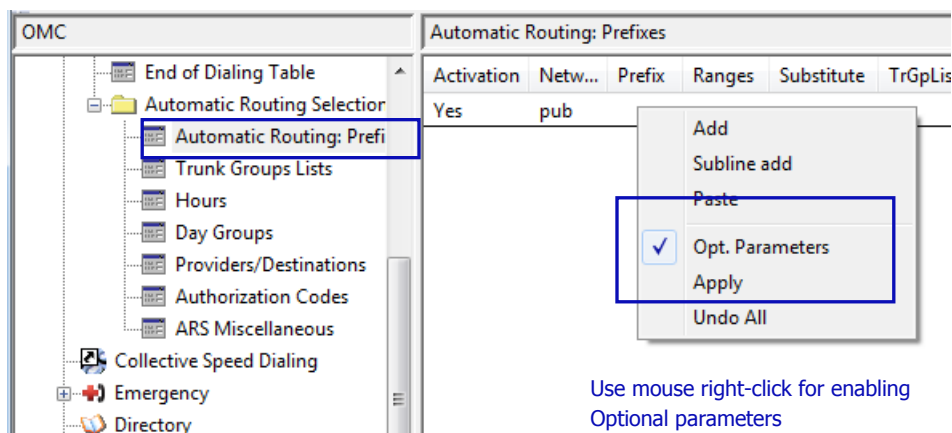 OMC
Automatic Routing: Prefixes
End of Dialing Table
Automatic Routing Selection
Automatic Routing: Prefi
Trunk Groups Lists
Hours
Day Groups
Providers/Destinations
Authorization Codes
ARS Miscellaneous
Collective Speed Dialing
Emergency
Directory
Activation Netw... Prefix Ranges Substitute TrGpLis
Yes pub
Add
Subline add
Paste
Opt. Parameters
Apply
Undo All
Use mouse right-click for enabling
Optional parameters